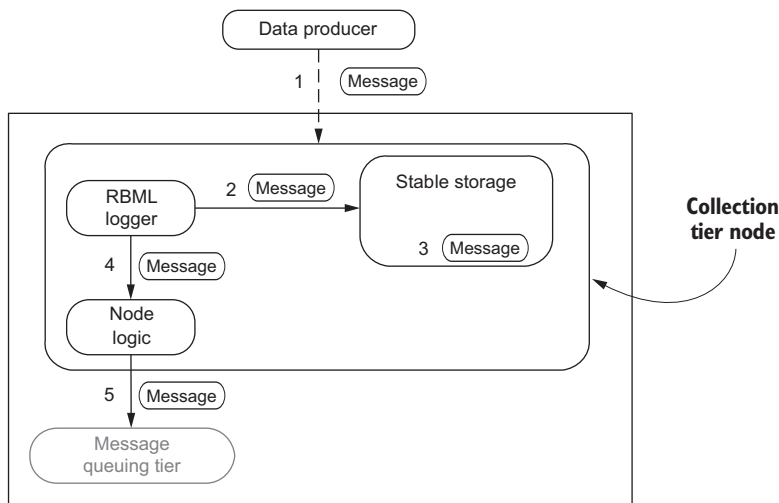 Data producer
1 Message
RBML
logger
2 Message
Stable storage
3 Message
Collection
tier node
4 Message
Node
logic
5 Message
Message
queuing tier